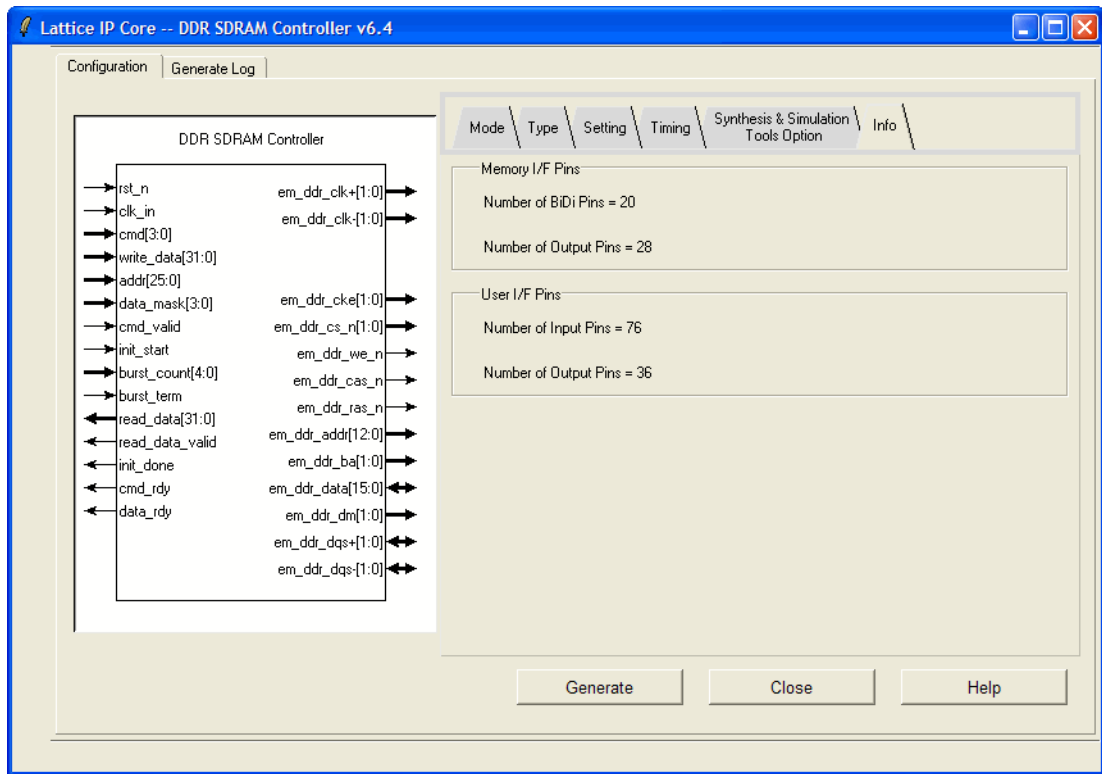 Lattice IP Core -- DDR SDRAM Controller v6.4
Configuration
Generate Log
DDR SDRAM Controller
rst_n
clk_in
cmd[3:0]
write_data[31:0]
addr[25:0]
data_mask[3:0]
cmd_valid
init_start
burst_count[4:0]
burst_term
read_data[31:0]
read_data_valid
init_done
cmd_rdy
data_rdy
em_ddr_clk+[1:0]
em_ddr_clk-[1:0]
em_ddr_cke[1:0]
em_ddr_cs_n[1:0]
em_ddr_we_n
em_ddr_cas_n
em_ddr_ras_n
em_ddr_addr[12:0]
em_ddr_ba[1:0]
em_ddr_data[15:0]
em_ddr_dm[1:0]
em_ddr_dqs+[1:0]
em_ddr_dqs-[1:0]
Mode
Type
Setting
Timing
Synthesis & Simulation
Tools Option
Info
Memory I/F Pins
Number of BiDi Pins = 20
Number of Output Pins = 28
User I/F Pins
Number of Input Pins = 76
Number of Output Pins = 36
Generate
Close
Help